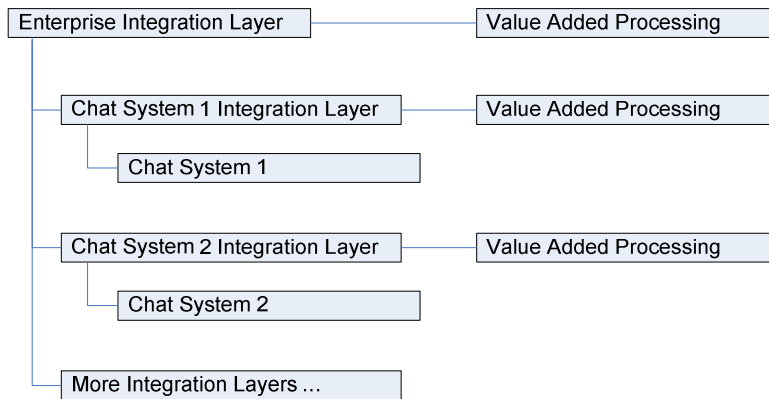 Enterprise Integration Layer
Value Added Processing
Chat System 1 Integration Layer
Value Added Processing
Chat System 1
Chat System 2 Integration Layer
Value Added Processing
Chat System 2
More Integration Layers ...